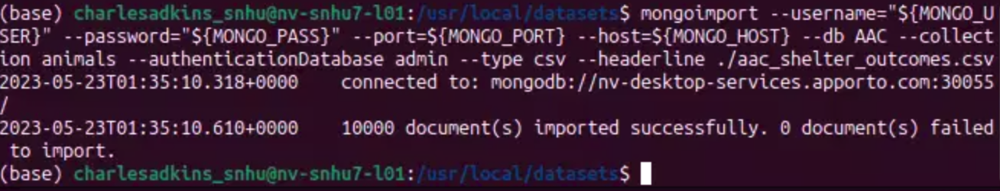 (base) charlesadkins_snhu@nv-snhu7-l01:/usr/local/datasets$ mongoimport --username="${MONGO_U
SER}" --password="${MONGO_PASS}" --port=${MONGO_PORT} --host=${MONGO_HOST} --db AAC --collect
ion animals --authenticationDatabase admin --type csv --headerline ./aac_shelter_outcomes.csv
2023-05-23T01:35:10.318+0000    connected to: mongodb://nv-desktop-services.apporto.com:30055
/
2023-05-23T01:35:10.610+0000    10000 document(s) imported successfully. 0 document(s) failed
 to import.
(base) charlesadkins_snhu@nv-snhu7-l01:/usr/local/datasets$